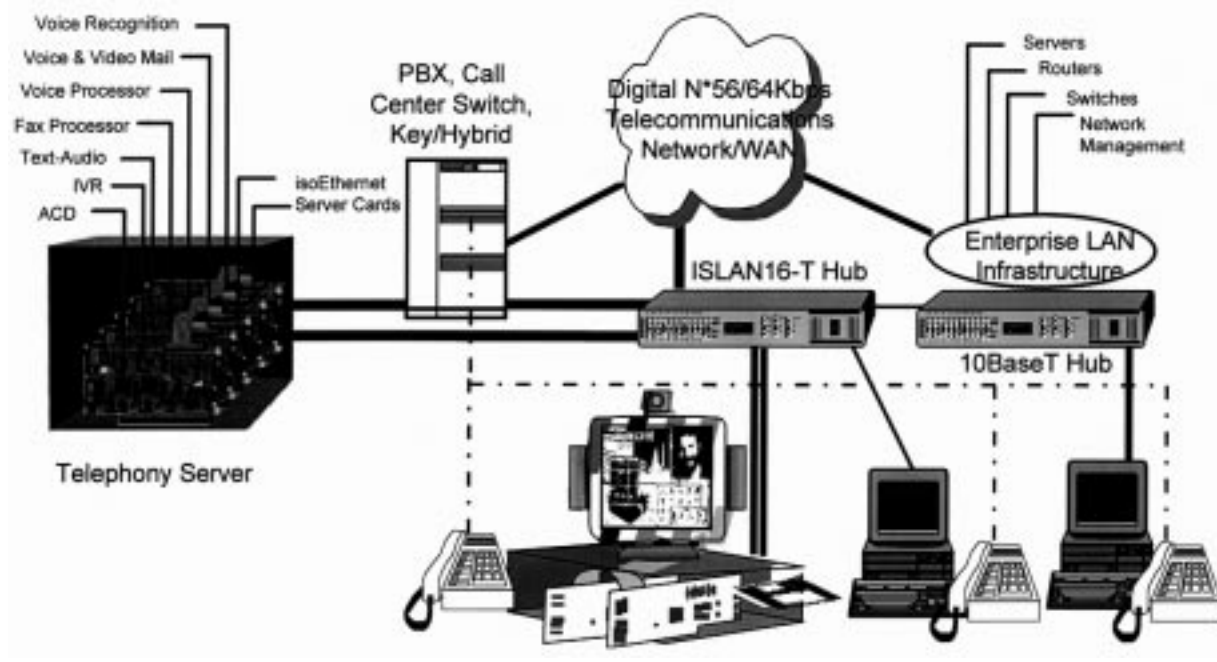 Voice Recognition
Voice & Video Mail
Voice Processor
Fax Processor
Text-Audio
IVR
ACD
isoEthernet
Server Cards
Telephony Server
PBX, Call
Center Switch,
Key/Hybrid
Digital N*56/64Kbps
Telecommunications
Network/WAN
Servers
Routers
Switches
Network
Management
Enterprise LAN
Infrastructure
ISLAN16-T Hub
10BaseT Hub